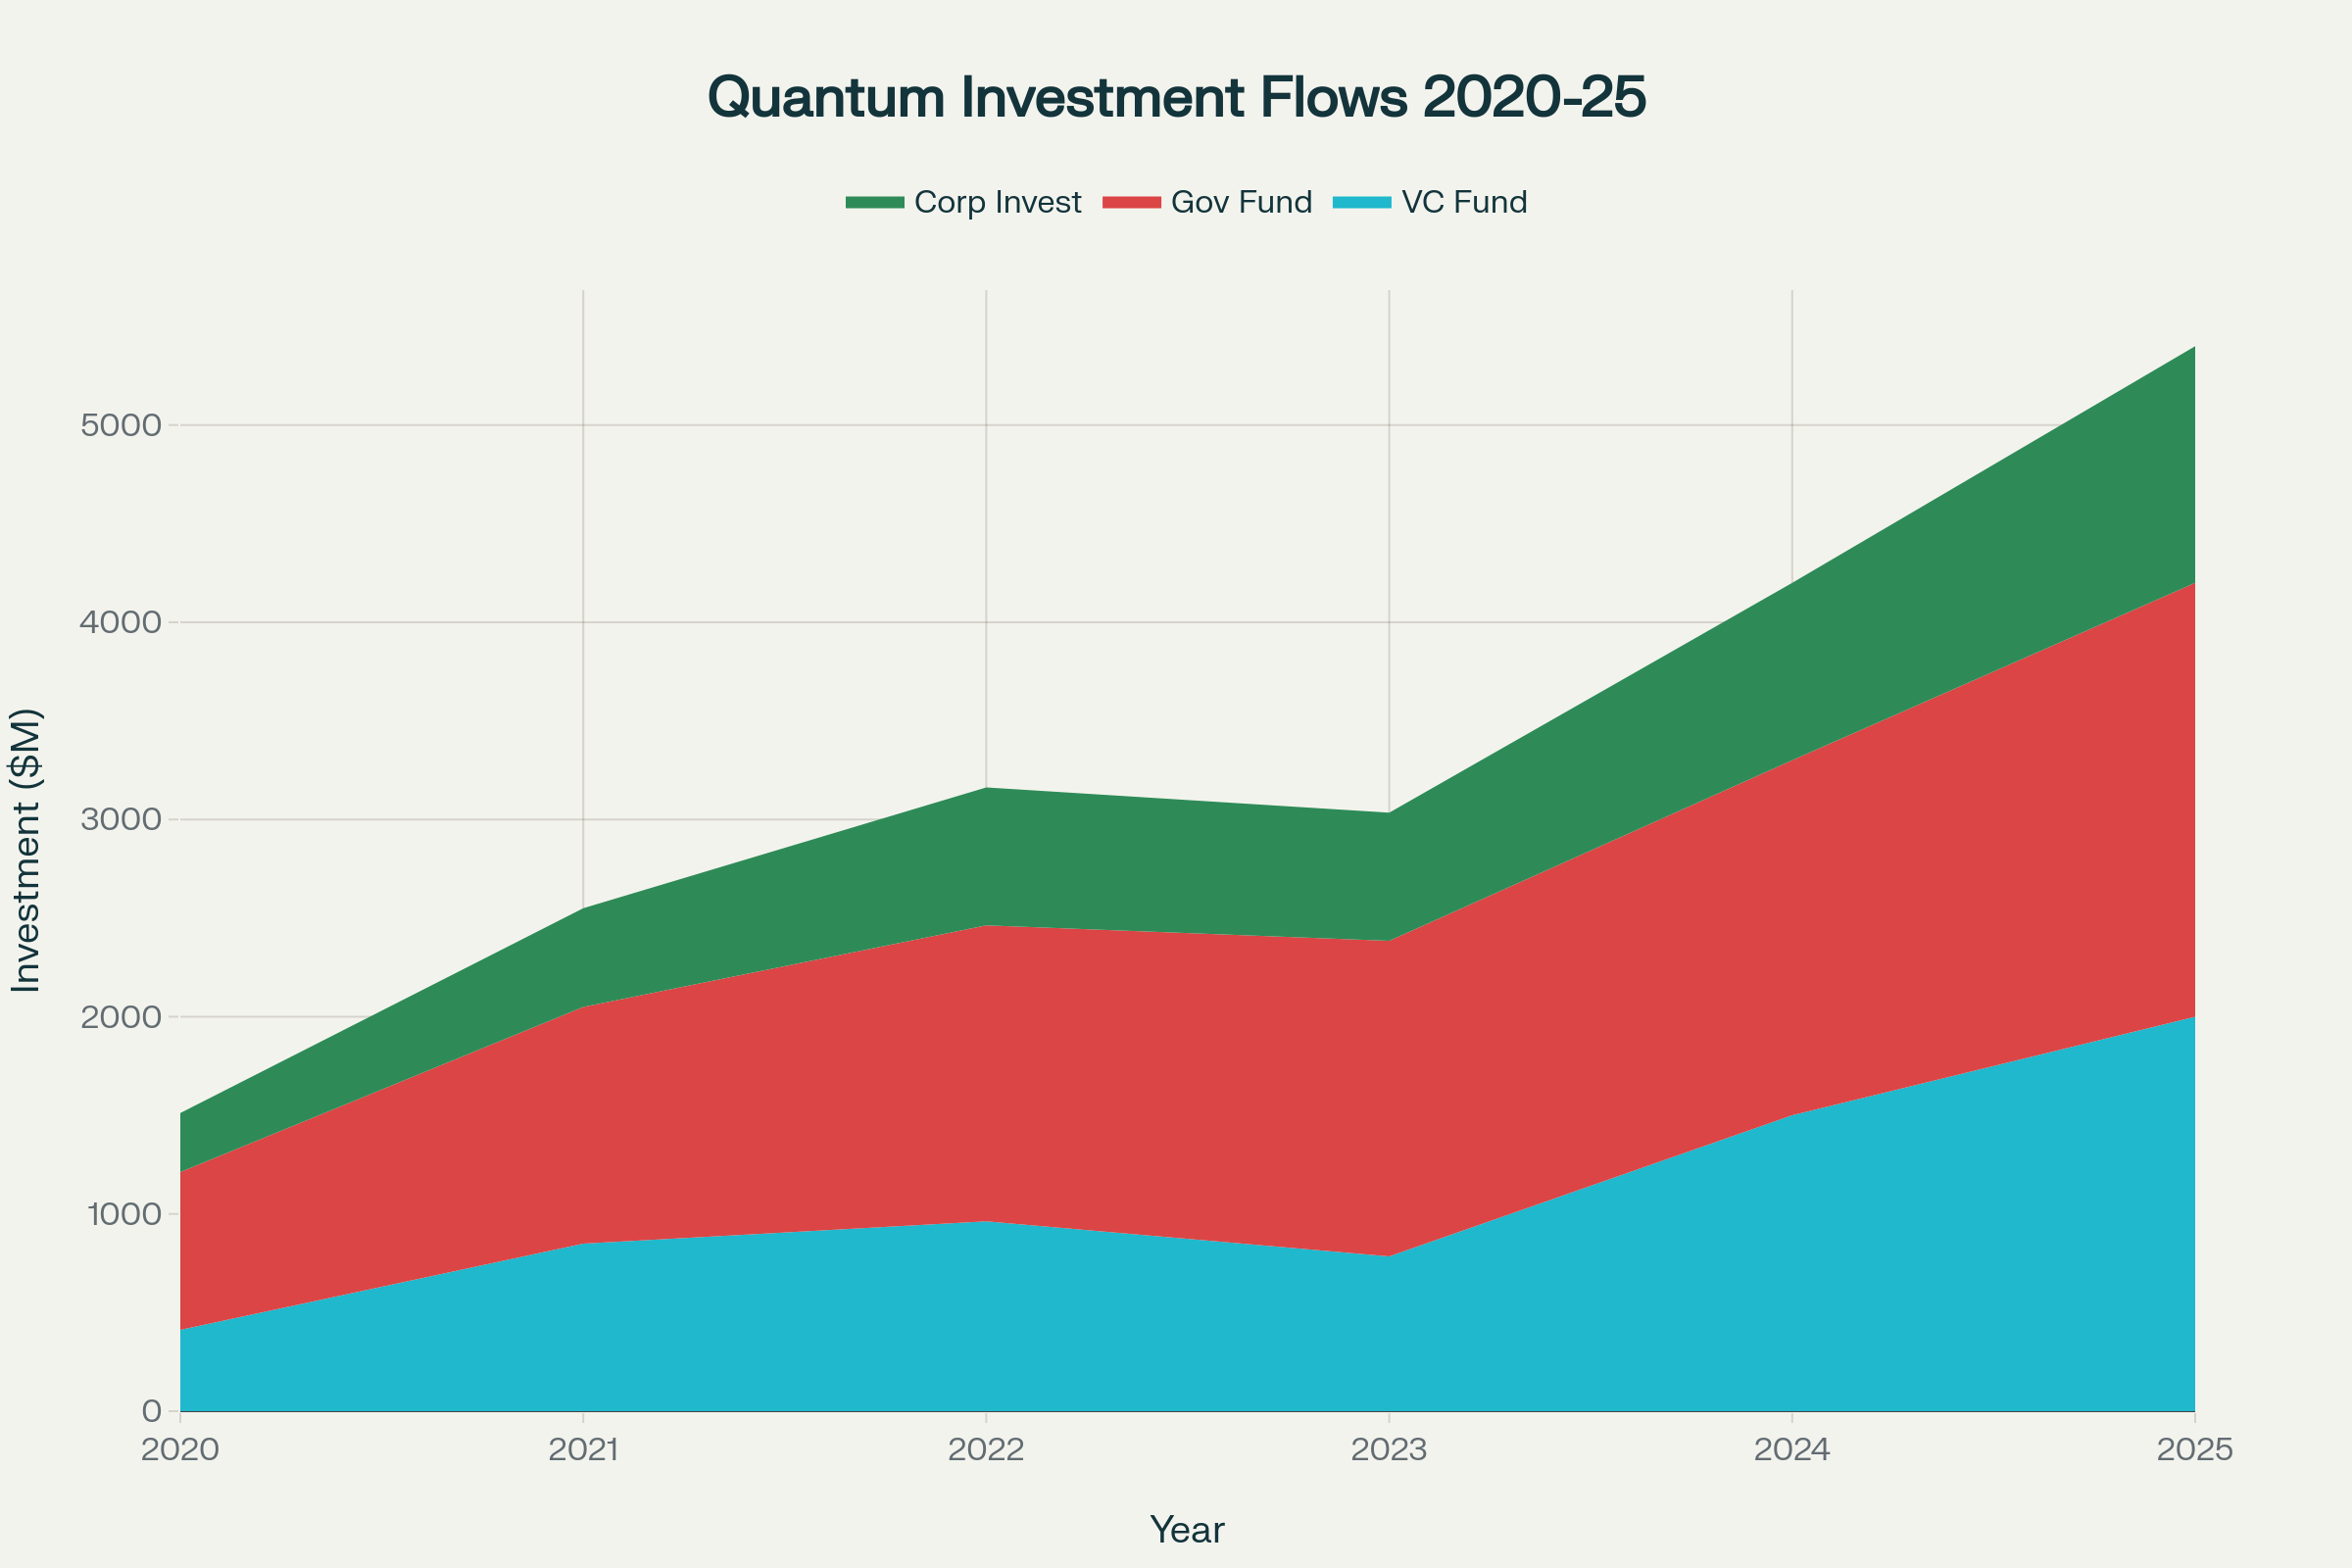 Quantum Investment Flows 2020-25
Corp Invest Gov Fund VC Fund
Investment ($M)
5000
4000
3000
2000
1000
0
2020 2021 2022 2023 2024 2025
Year